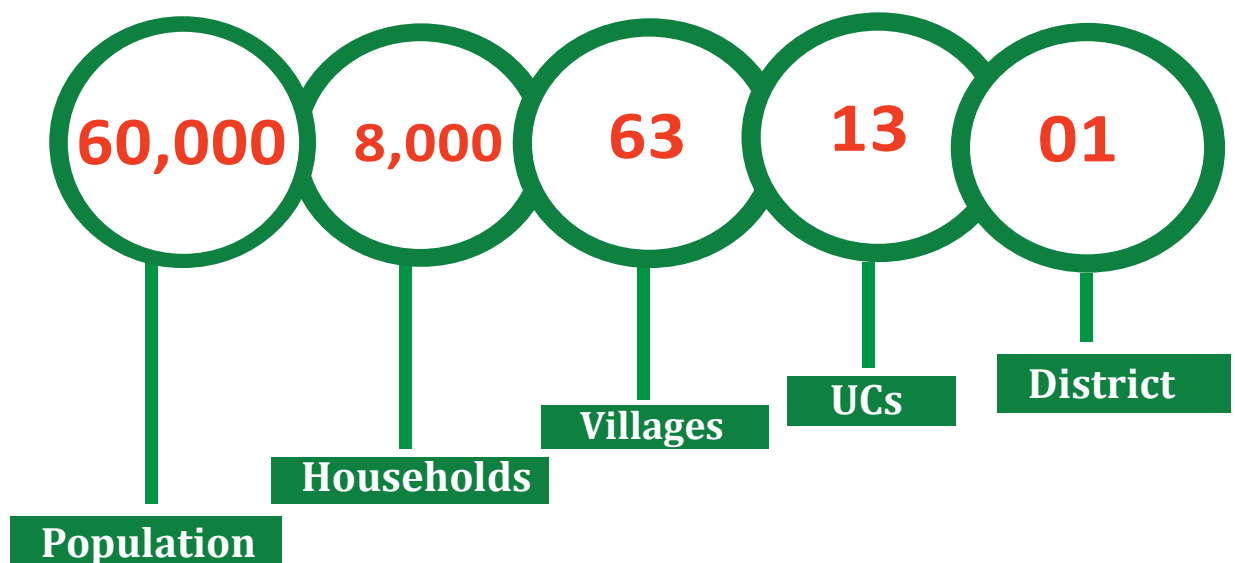 60,000
8,000
63
13
01
District
UCs
Villages
Households
Population